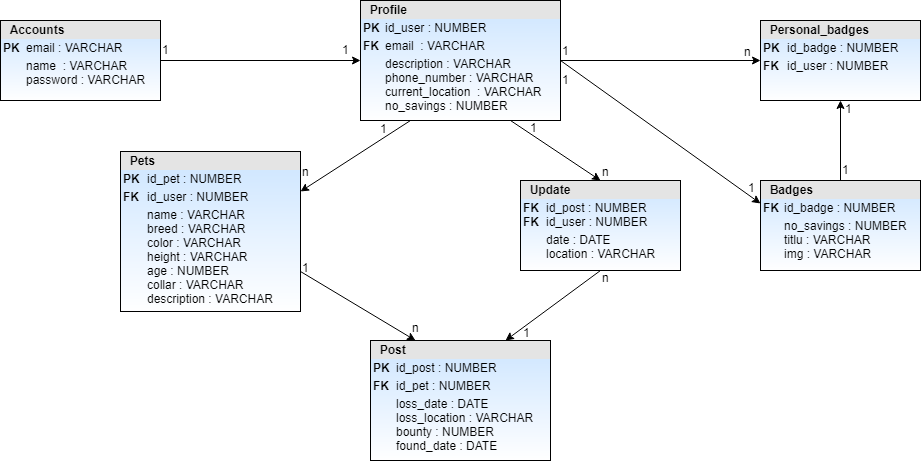 Accounts
PK email : VARCHAR
name : VARCHAR
password : VARCHAR
1
1
Profile
PK id_user : NUMBER
FK email : VARCHAR
description : VARCHAR
phone_number : VARCHAR
current_location : VARCHAR
no_savings : NUMBER
1
n
1
Personal_badges
PK id_badge : NUMBER
FK id_user : NUMBER
1
1
1
n
n
1
1
Pets
PK id_pet : NUMBER
FK id_user : NUMBER
name : VARCHAR
breed : VARCHAR
color : VARCHAR
height : VARCHAR
age : NUMBER
collar : VARCHAR
description : VARCHAR
Update
FK id_post : NUMBER
FK id_user : NUMBER
date : DATE
location : VARCHAR
Badges
FK id_badge : NUMBER
no_savings : NUMBER
titlu : VARCHAR
img : VARCHAR
1
n
n
1
Post
PK id_post : NUMBER
FK id_pet : NUMBER
loss_date : DATE
loss_location : VARCHAR
bounty : NUMBER
found_date : DATE